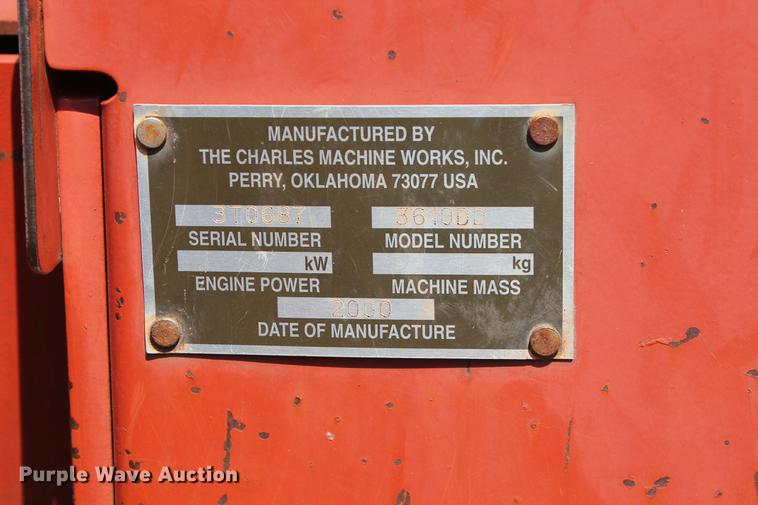 MANUFACTURED BY
THE CHARLES MACHINE WORKS, INC.
PERRY, OKLAHOMA 73077 USA
3T0687 3610DD
SERIAL NUMBER MODEL NUMBER
kW kg
ENGINE POWER MACHINE MASS
2000
DATE OF MANUFACTURE
Purple Wave Auction